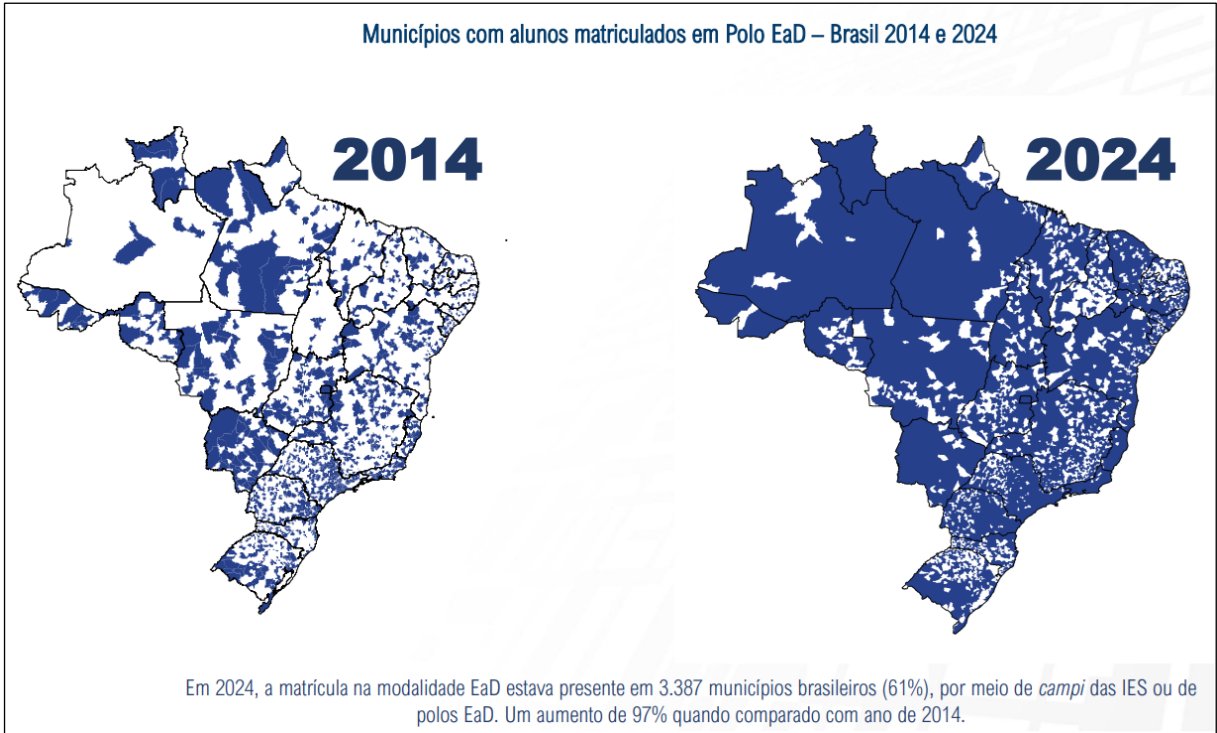 Municípios com alunos matriculados em Polo EaD – Brasil 2014 e 2024
2014
2024
Em 2024, a matrícula na modalidade EaD estava presente em 3.387 municípios brasileiros (61%), por meio de campi das IES ou de
polos EaD. Um aumento de 97% quando comparado com ano de 2014.